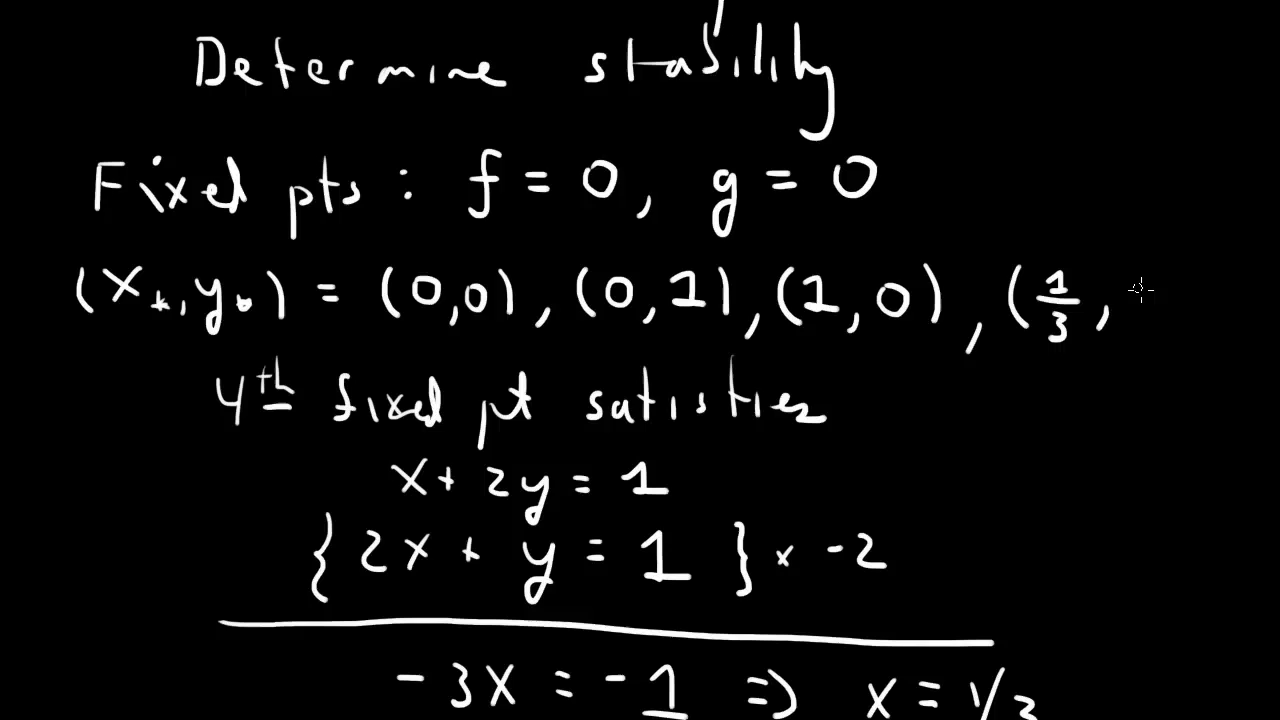 Determine stability
Fixed pts : f = 0, g = 0
(x*, y*) = (0,0), (0,1), (1,0), (1/3,
4th fixed pt satisfies
x + 2y = 1
{2x + y = 1} × -2
-3x = -1 ⇒ x = 1/3